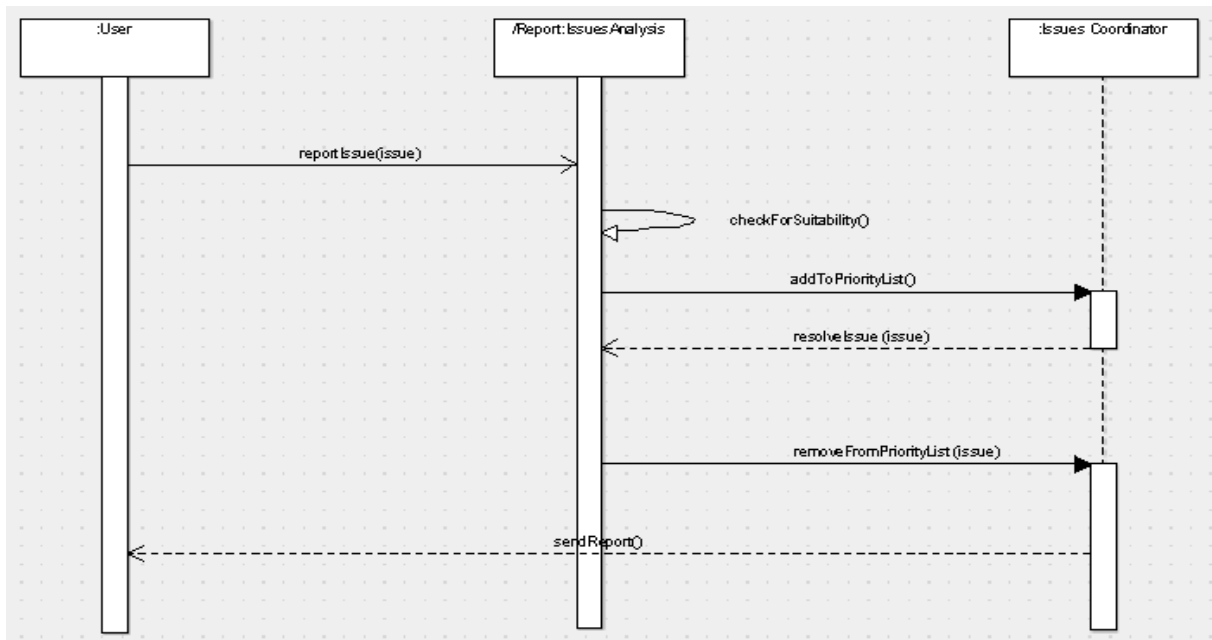 :User
/Report:IssuesAnalysis
:Issues Coordinator
reportIssue(issue)
checkForSuitability()
addToPriorityList()
resolveIssue (issue)
removeFromPriorityList (issue)
sendReport()